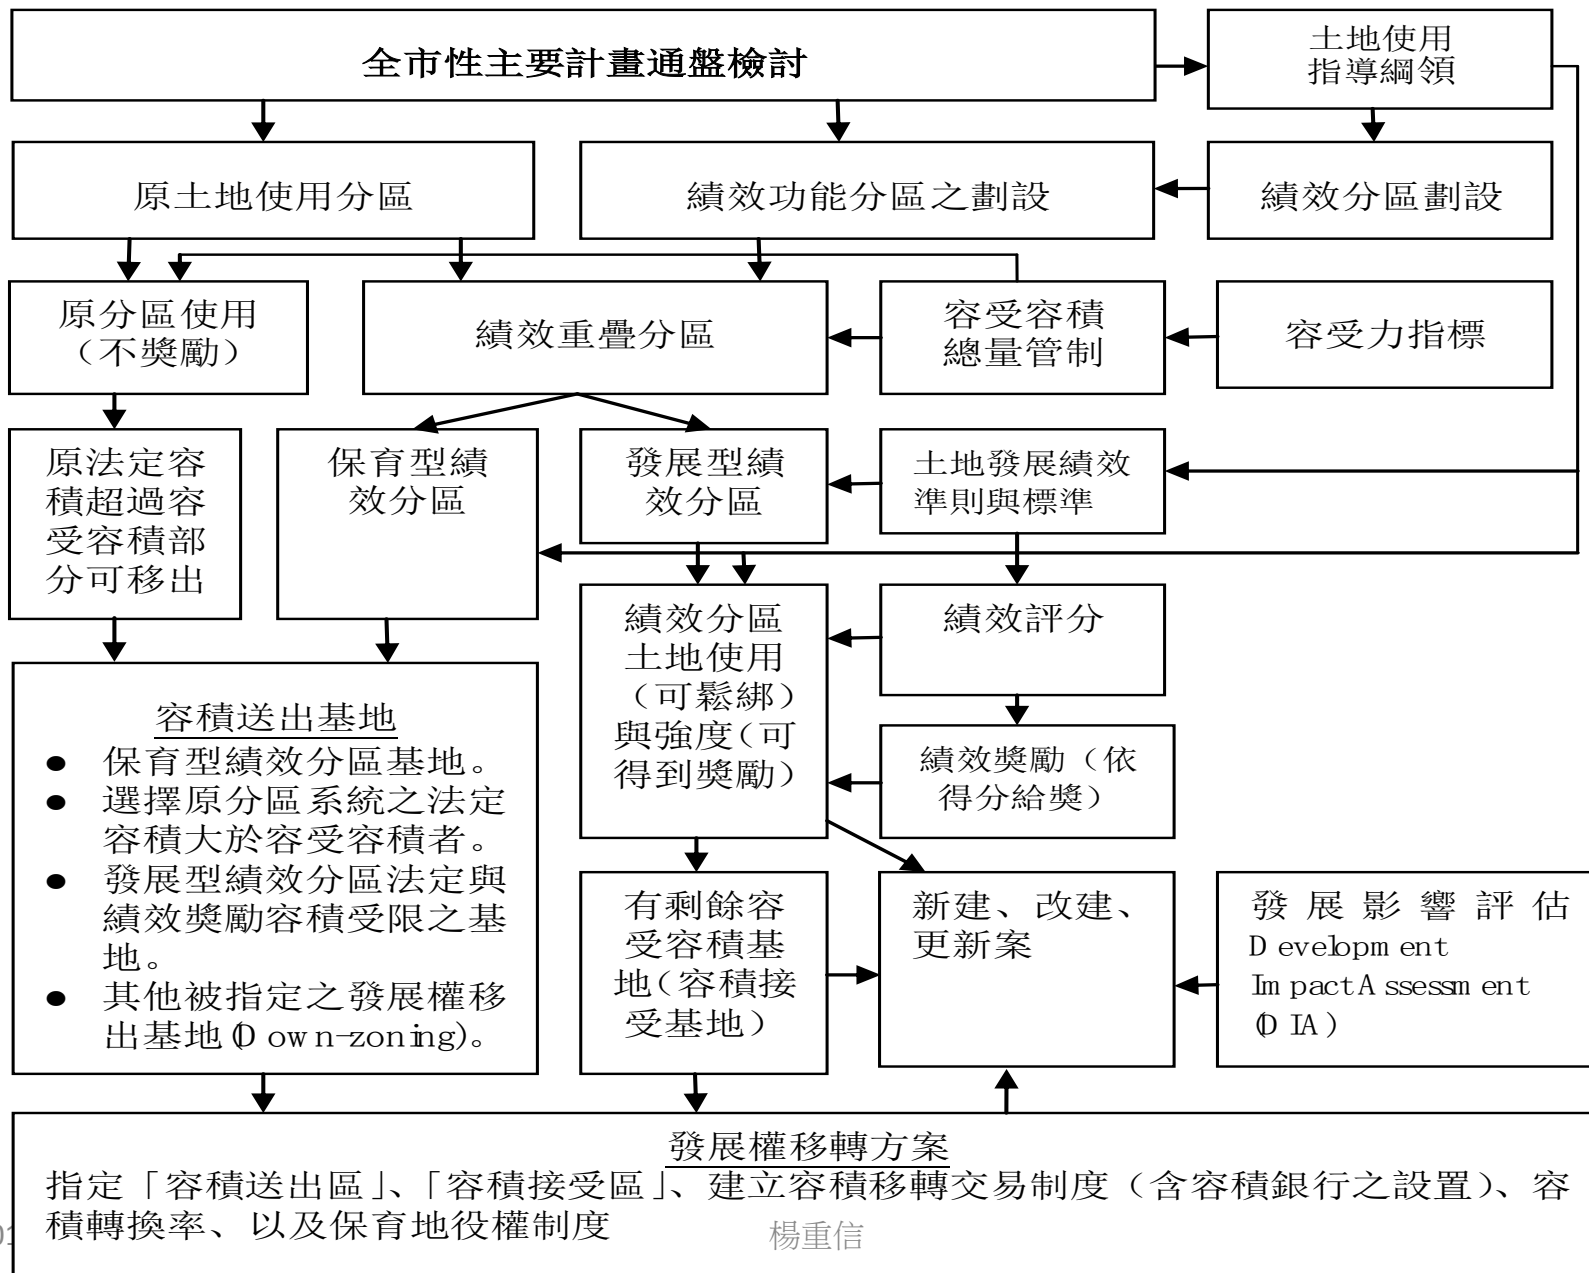 全市性主要計畫通盤檢討
土地使用
指導綱領
原土地使用分區
績效功能分區之劃設
績效分區劃設
原分區使用
（不獎勵）
績效重疊分區
容受容積
總量管制
容受力指標
原法定容
積超過容
受容積部
分可移出
保育型績
效分區
發展型績
效分區
土地發展績效
準則與標準
績效分區
土地使用
（可鬆綁）
與強度（可
得到獎勵）
績效評分
績效獎勵（依
得分給獎）
容積送出基地
● 保育型績效分區基地。
● 選擇原分區系統之法定
容積大於容受容積者。
● 發展型績效分區法定與
績效獎勵容積受限之基
地。
● 其他被指定之發展權移
出基地(Down-zoning)。
有剩餘容
受容積基
地（容積接
受基地）
新建、改建、
更新案
發展影響評估
Development
Impact Assessment
(DIA)
發展權移轉方案
指定「容積送出區」、「容積接受區」、建立容積移轉交易制度（含容積銀行之設置）、容
積轉換率、以及保育地役權制度
楊重信